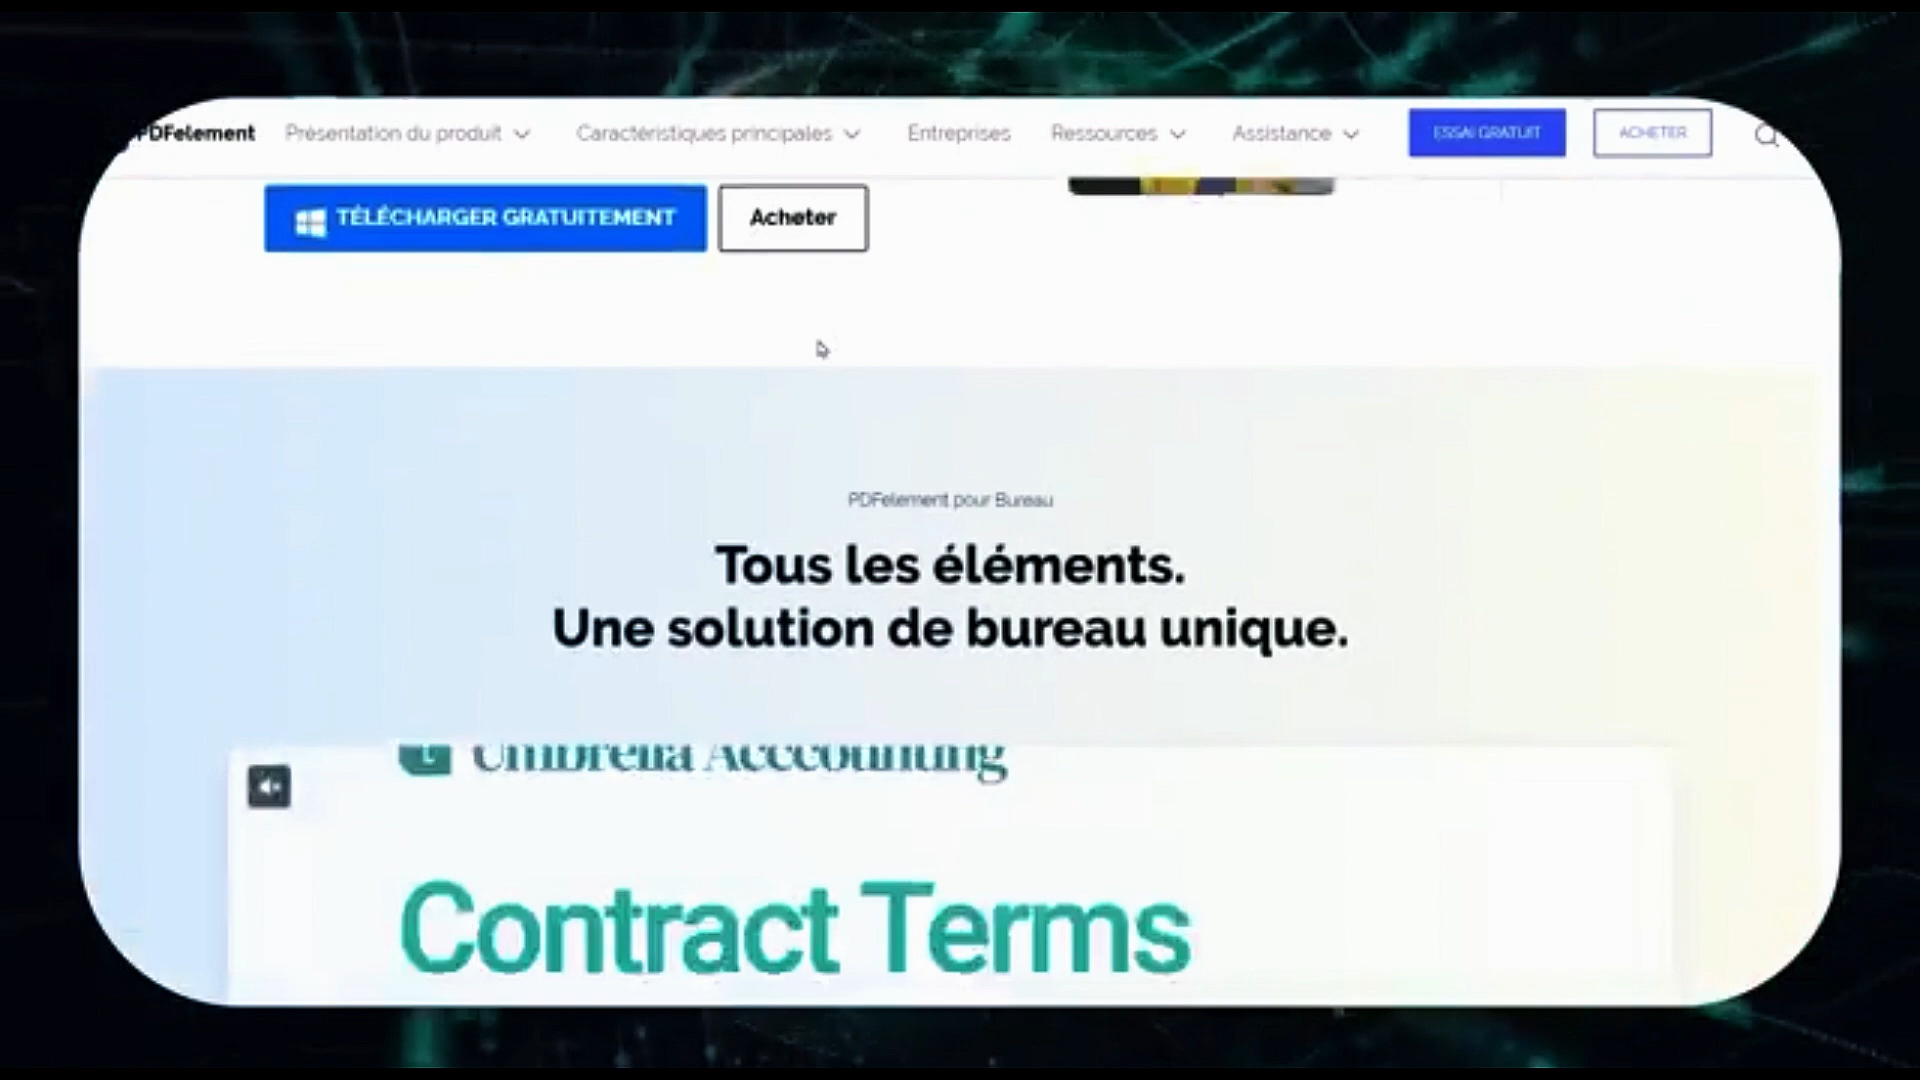 PDFelement Présentation du produit Caractéristiques principales Entreprises Ressources Assistance ESSAI GRATUIT ACHETER
TÉLÉCHARGER GRATUITEMENT Acheter
PDFelement pour Bureau
Tous les éléments.
Une solution de bureau unique.
Umbrella Acccounting
Contract Terms